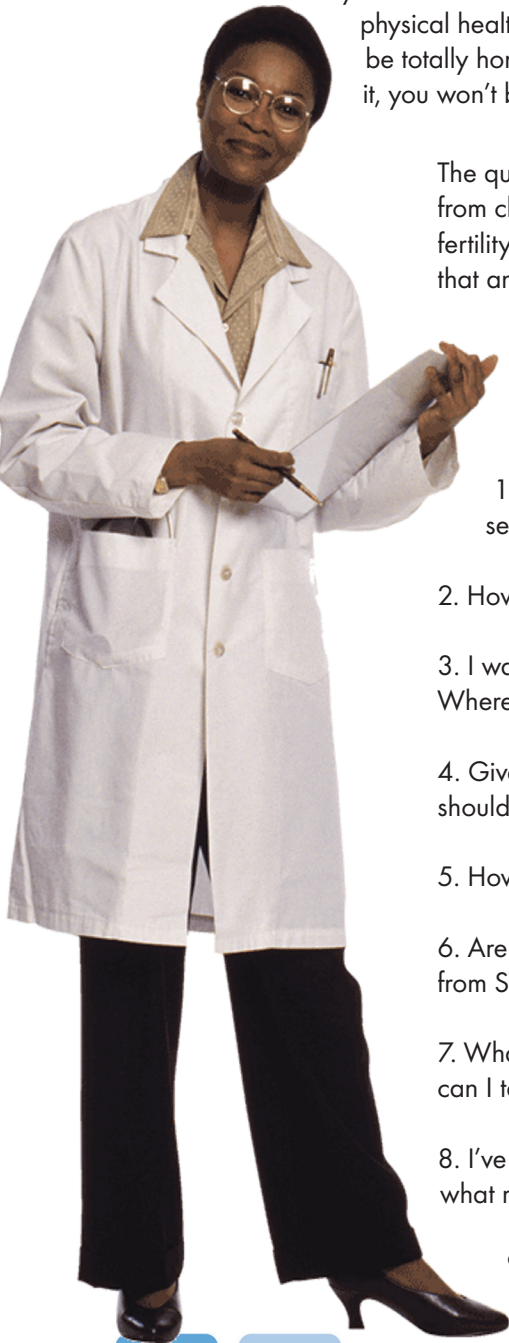 physical healt
be totally hon
it, you won't b
The qu
from cl
fertility
that ar
1
se
2. How
3. I wa
Where
4. Give
should
5. How
6. Are
from S
7. Wha
can I ta
8. I've
what r